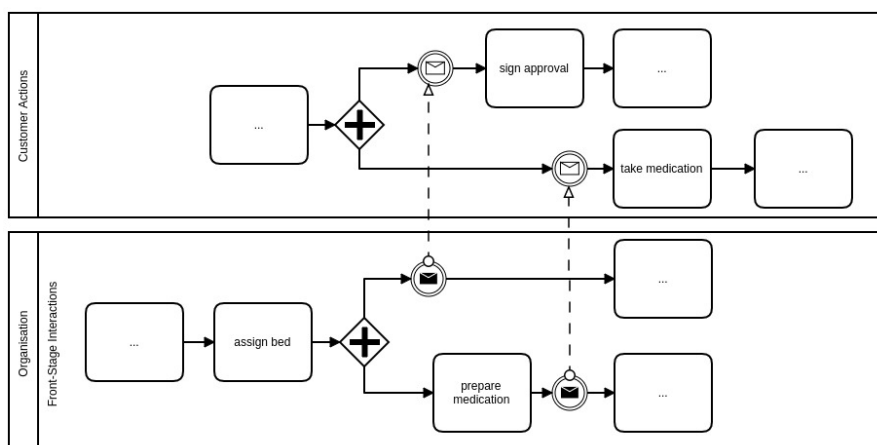 Customer Actions
sign approval
...
...
take medication
...
Organisation
Front-Stage Interactions
...
...
assign bed
prepare
medication
...